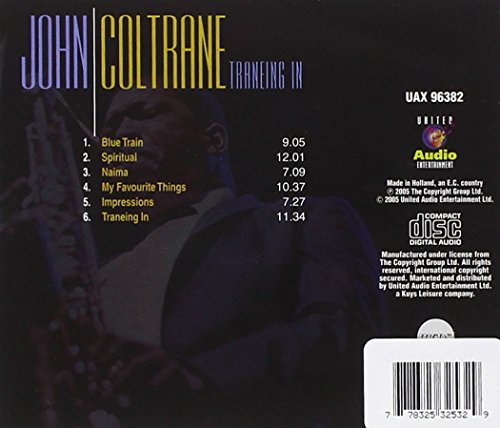 JOHN COLTRANE TRANEING IN
UAX 96382
UNITED
Audio
ENTERTAINMENT
1. Blue Train 9.05
2. Spiritual 12.01
3. Naima 7.09
4. My Favourite Things 10.37
5. Impressions 7.27
6. Traneing In 11.34
Made in Holland, an E.C. country
℗ 2005 The Copyright Group Ltd.
© 2005 United Audio Entertainment Ltd.
COMPACT
disc
DIGITAL AUDIO
Manufactured under license from
The Copyright Group Ltd. All rights
reserved, international copyright
secured. Marketed and distributed
by United Audio Entertainment Ltd.
a Kuys Leisure company.
7 78325 32532 9